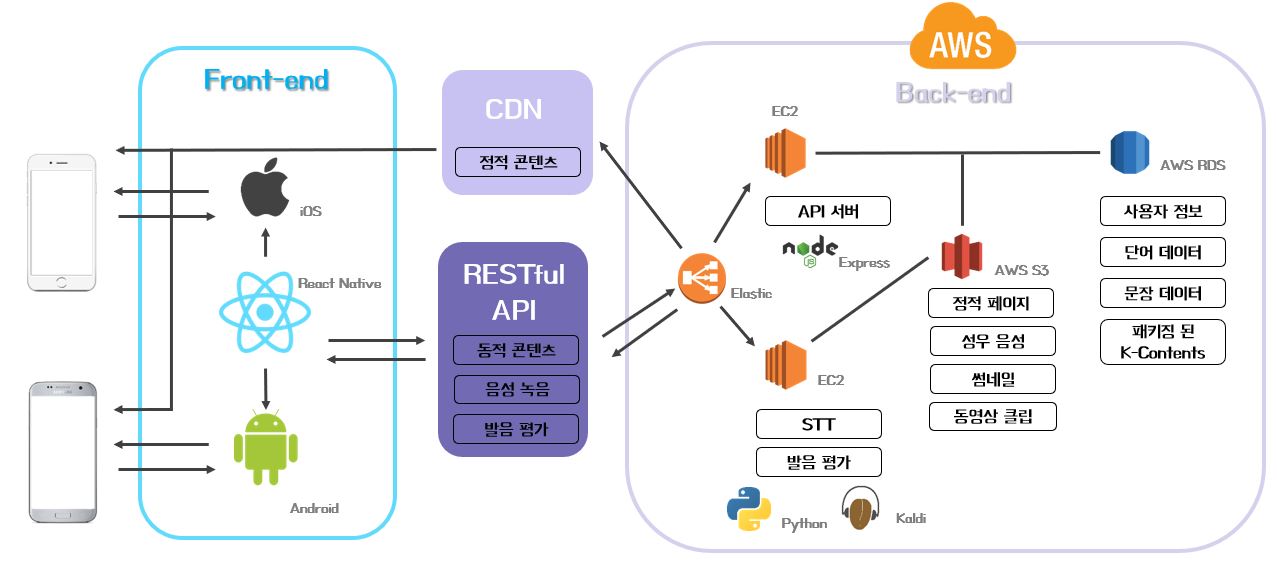 AWS
Front-end
iOS
React Native
Android
CDN
정적 콘텐츠
RESTful
API
동적 콘텐츠
음성 녹음
발음 평가
Back-end
Elastic
EC2
API 서버
node
JS
Express
EC2
STT
발음 평가
Python
Kaldi
AWS S3
정적 페이지
성우 음성
썸네일
동영상 클립
AWS RDS
사용자 정보
단어 데이터
문장 데이터
패키징 된
K-Contents